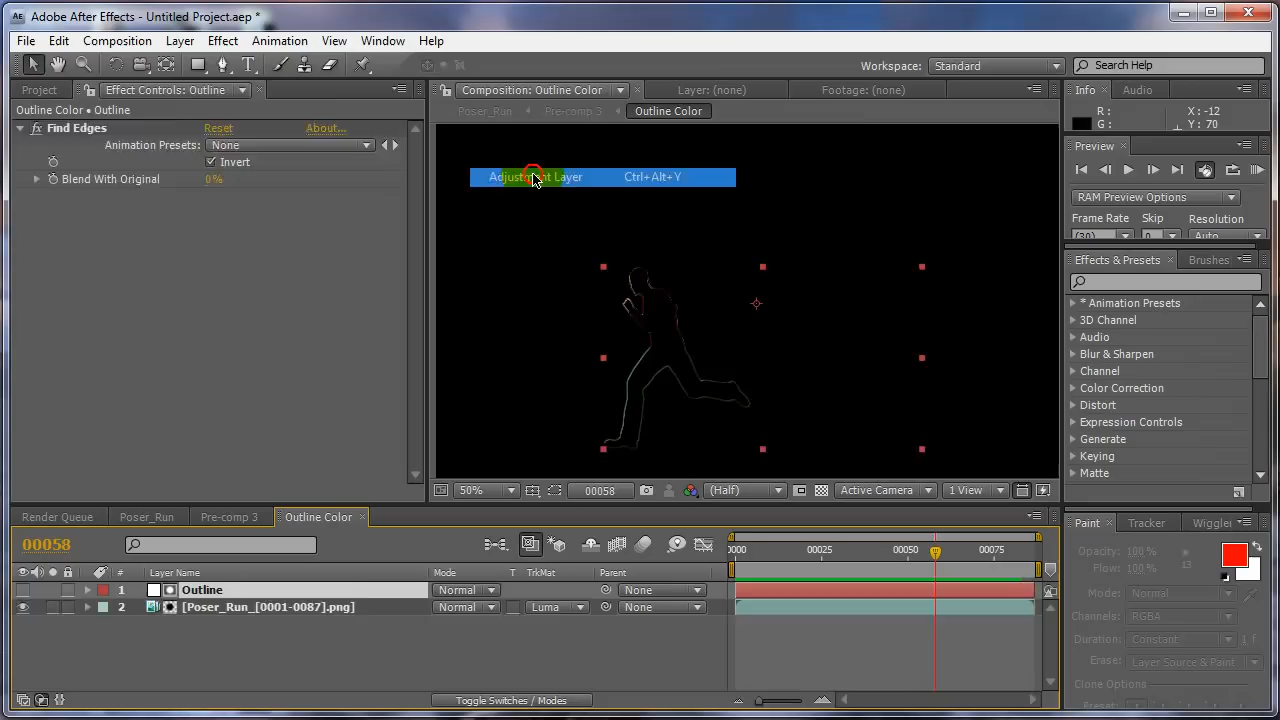 Adobe After Effects - Untitled Project.aep *
File Edit Composition Layer Effect Animation View Window Help
Workspace: Standard Search Help
Project Effect Controls: Outline
Composition: Outline Color Layer: (none) Footage: (none)
Info Audio
Outline Color • Outline
Poser_Run Pre-comp 3 Outline Color
R: X: -12
G: Y: 70
fx Find Edges Reset About...
Animation Presets: None
Invert
Blend With Original 0%
Adjustment Layer Ctrl+Alt+Y
Preview
RAM Preview Options
Frame Rate Skip Resolution
(30) 0 Auto
Effects & Presets Brushes
* Animation Presets
3D Channel
Audio
Blur & Sharpen
Channel
Color Correction
Distort
Expression Controls
Generate
Keying
Matte
50% 00058 (Half) Active Camera 1 View
Render Queue Poser_Run Pre-comp 3 Outline Color
00058
0000 00025 00050 00075
# Layer Name Mode T TrkMat Parent
1 Outline Normal None
2 [Poser_Run_[0001-0087].png] Normal Luma None
Toggle Switches / Modes
Paint Tracker Wiggler
Opacity: 100 %
Flow: 100 % 13
Mode: Normal
Channels: RGBA
Duration: Constant 1 f
Erase: Layer Source & Paint
Clone Options
Preset: